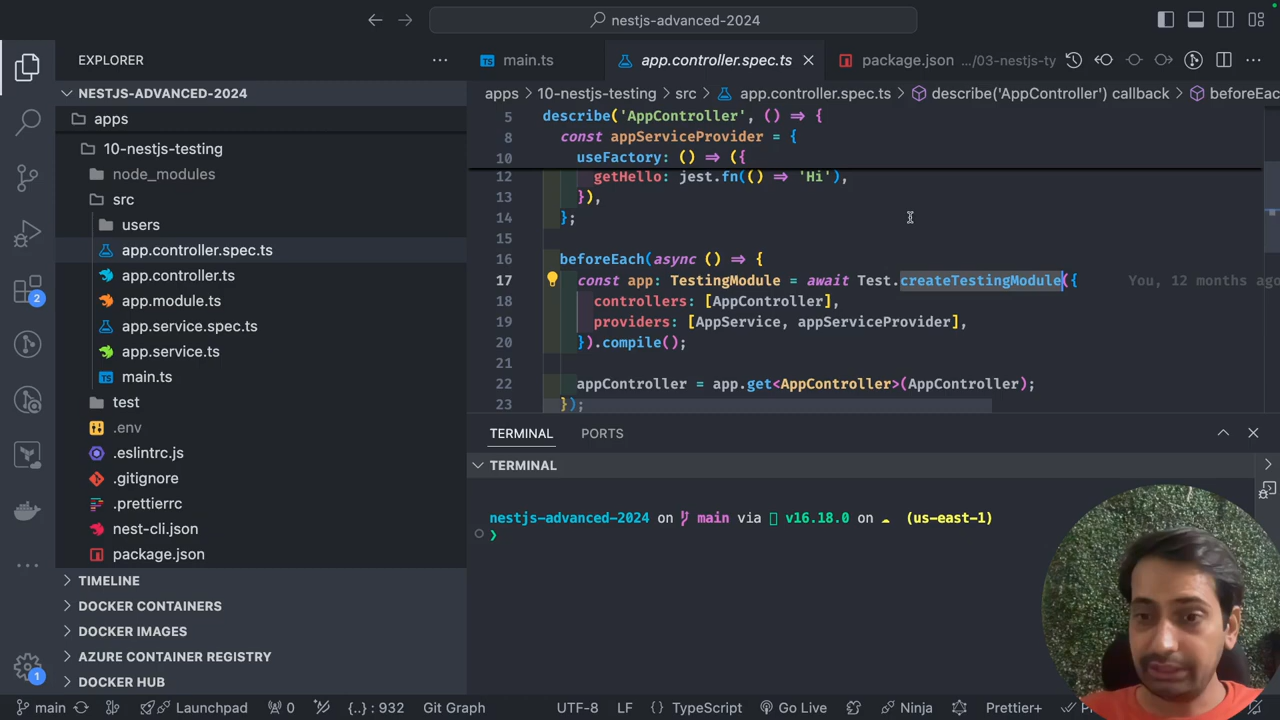 nestjs-advanced-2024
EXPLORER
main.ts
app.controller.spec.ts
package.json .../03-nestjs-ty
NESTJS-ADVANCED-2024
apps
10-nestjs-testing
node_modules
src
users
app.controller.spec.ts
app.controller.ts
app.module.ts
app.service.spec.ts
app.service.ts
main.ts
test
.env
.eslintrc.js
.gitignore
.prettierrc
nest-cli.json
package.json
TIMELINE
DOCKER CONTAINERS
DOCKER IMAGES
AZURE CONTAINER REGISTRY
DOCKER HUB
2
1
apps > 10-nestjs-testing > src > app.controller.spec.ts > describe('AppController') callback > beforeEac
5 describe('AppController', () => {
8 const appServiceProvider = {
10 useFactory: () => ({
12 getHello: jest.fn(() => 'Hi'),
13 }),
14 };
15
16 beforeEach(async () => {
17 const app: TestingModule = await Test.createTestingModule({ You, 12 months ago
18 controllers: [AppController],
19 providers: [AppService, appServiceProvider],
20 }).compile();
21
22 appController = app.get<AppController>(AppController);
23 });
TERMINAL
PORTS
TERMINAL
nestjs-advanced-2024 on main via v16.18.0 on (us-east-1)
❯
main
Launchpad
0
{..} : 932
Git Graph
UTF-8
LF
{} TypeScript
Go Live
Ninja
Prettier+